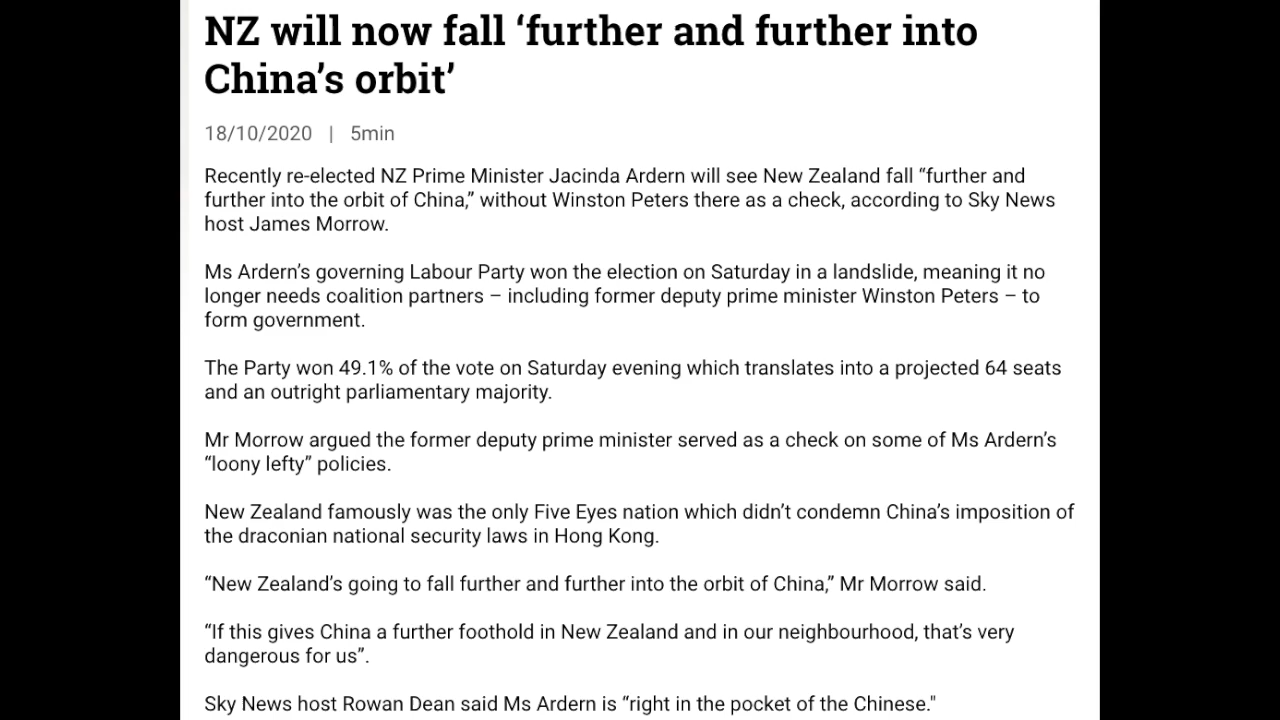 NZ will now fall ‘further and further into
China’s orbit’
18/10/2020 | 5min
Recently re-elected NZ Prime Minister Jacinda Ardern will see New Zealand fall “further and
further into the orbit of China,” without Winston Peters there as a check, according to Sky News
host James Morrow.
Ms Ardern’s governing Labour Party won the election on Saturday in a landslide, meaning it no
longer needs coalition partners – including former deputy prime minister Winston Peters – to
form government.
The Party won 49.1% of the vote on Saturday evening which translates into a projected 64 seats
and an outright parliamentary majority.
Mr Morrow argued the former deputy prime minister served as a check on some of Ms Ardern’s
“loony lefty” policies.
New Zealand famously was the only Five Eyes nation which didn’t condemn China’s imposition of
the draconian national security laws in Hong Kong.
“New Zealand’s going to fall further and further into the orbit of China,” Mr Morrow said.
“If this gives China a further foothold in New Zealand and in our neighbourhood, that’s very
dangerous for us”.
Sky News host Rowan Dean said Ms Ardern is “right in the pocket of the Chinese."